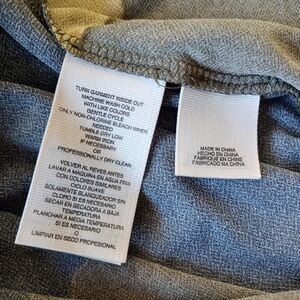 TURN GARMENT INSIDE OUT
MACHINE WASH COLD
WITH LIKE COLORS
GENTLE CYCLE
ONLY NON-CHLORINE BLEACH WHEN
NEEDED
TUMBLE DRY LOW
WARM IRON
IF NECESSARY
OR
PROFESSIONALLY DRY CLEAN
VOLVER AL REVES ANTES
LAVAR A MAQUINA EN AGUA FRIA
CON COLORES SIMILARES
CICLO SUAVE
SOLAMENTE BLANQUEADOR SIN
CLORO SI ES NECESARIO
SECAR EN SECADORA A BAJA
TEMPERATURA
PLANCHAR A MEDIA TEMPERATURA
SI ES NECESARIO
O
LIMPIAR EN SECO PROFESIONAL
MADE IN CHINA
HECHO EN CHINA
FABRIQUE EN CHINE
FABRICADO NA CHINA